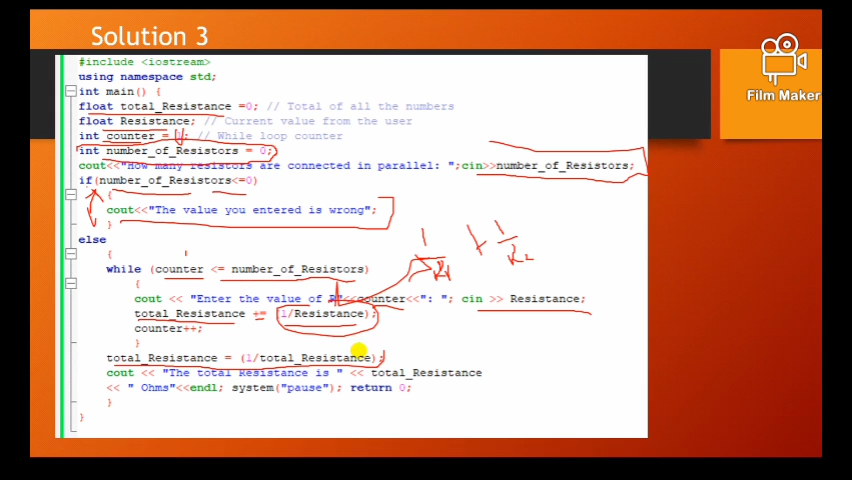 Solution 3
Film Maker
#include <iostream>
using namespace std;
int main() {
float total_Resistance =0; // Total of all the numbers
float Resistance; // Current value from the user
int counter = ; // While loop counter
int number_of_Resistors = 0;
cout<<"How many resistors are connected in parallel: ";cin>>number_of_Resistors;
if(number_of_Resistors<=0)
{
cout<<"The value you entered is wrong";
}
else
{
while (counter <= number_of_Resistors)
{
cout << "Enter the value of R"<<counter<<": "; cin >> Resistance;
total_Resistance += (1/Resistance);
counter++;
}
total_Resistance = (1/total_Resistance);
cout << "The total Resistance is " << total_Resistance
<< " Ohms"<<endl; system("pause"); return 0;
}
}
1/R1 + 1/R2